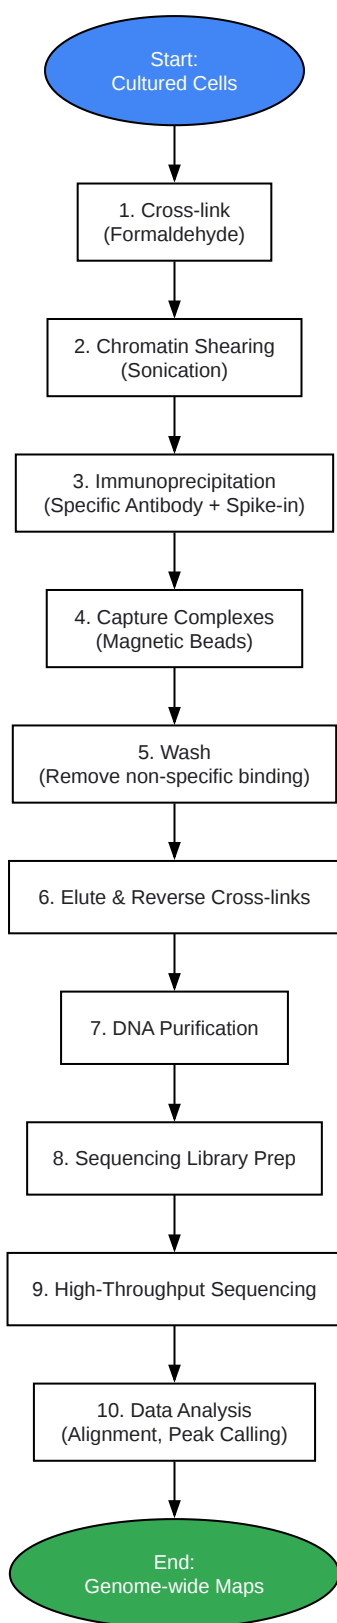 Start:
Cultured Cells
1. Cross-link
(Formaldehyde)
2. Chromatin Shearing
(Sonication)
3. Immunoprecipitation
(Specific Antibody + Spike-in)
4. Capture Complexes
(Magnetic Beads)
5. Wash
(Remove non-specific binding)
6. Elute & Reverse Cross-links
7. DNA Purification
8. Sequencing Library Prep
9. High-Throughput Sequencing
10. Data Analysis
(Alignment, Peak Calling)
End:
Genome-wide Maps